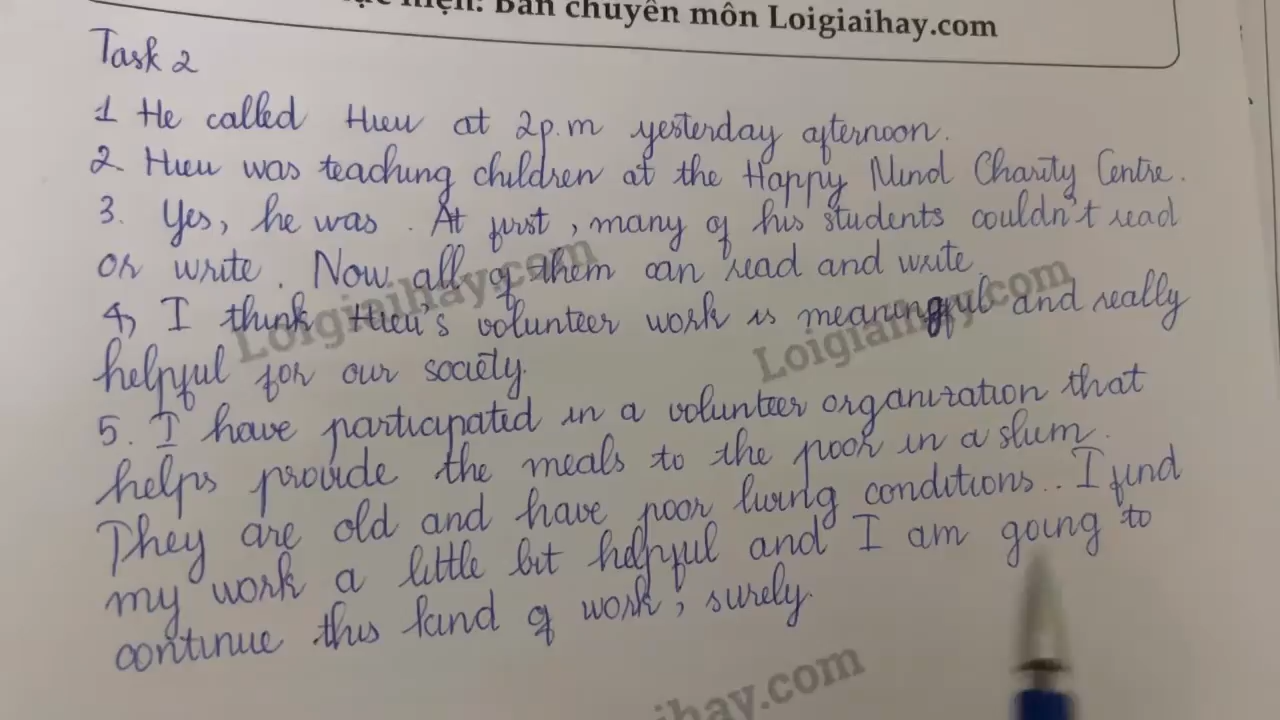 hiện: Ban chuyên môn Loigiaihay.com
Task 2
1 He called Hieu at 2p.m yesterday afternoon.
2. Hieu was teaching children at the Happy Mind Charity Centre.
3. Yes, he was. At first, many of his students couldn't read
or write. Now all of them can read and write
4, I think Hieu's volunteer work is meaningful and really
helpful for our society.
5. I have participated in a volunteer organization that
helps provide the meals to the poor in a slum.
They are old and have poor living conditions.. I find
my work a little bit helpful and I am going to
continue this kind of work, surely.
Loigiaihay.com
Loigiaihay.com
ihay.com